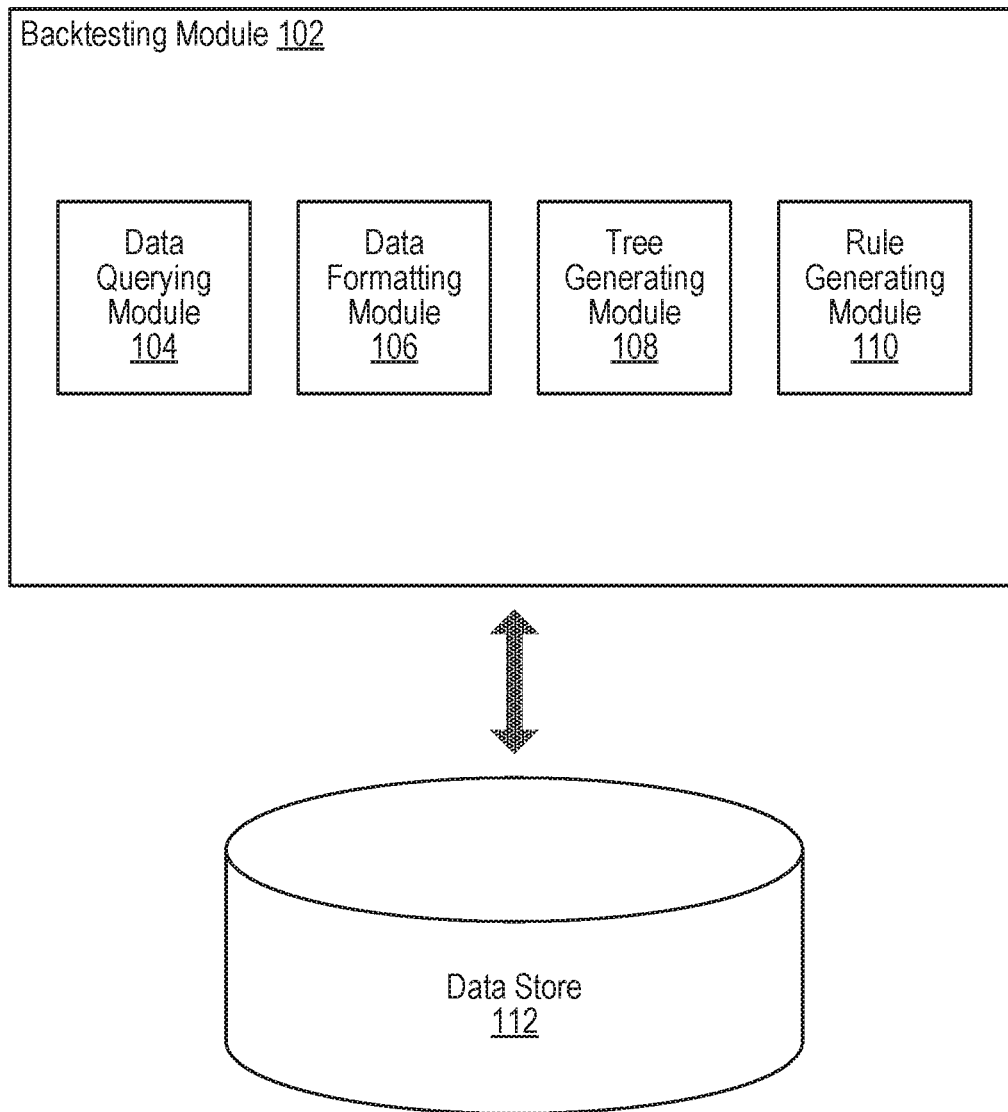 Backtesting Module 102
Data
Querying
Module
104
Data
Formatting
Module
106
Tree
Generating
Module
108
Rule
Generating
Module
110
Data Store
112